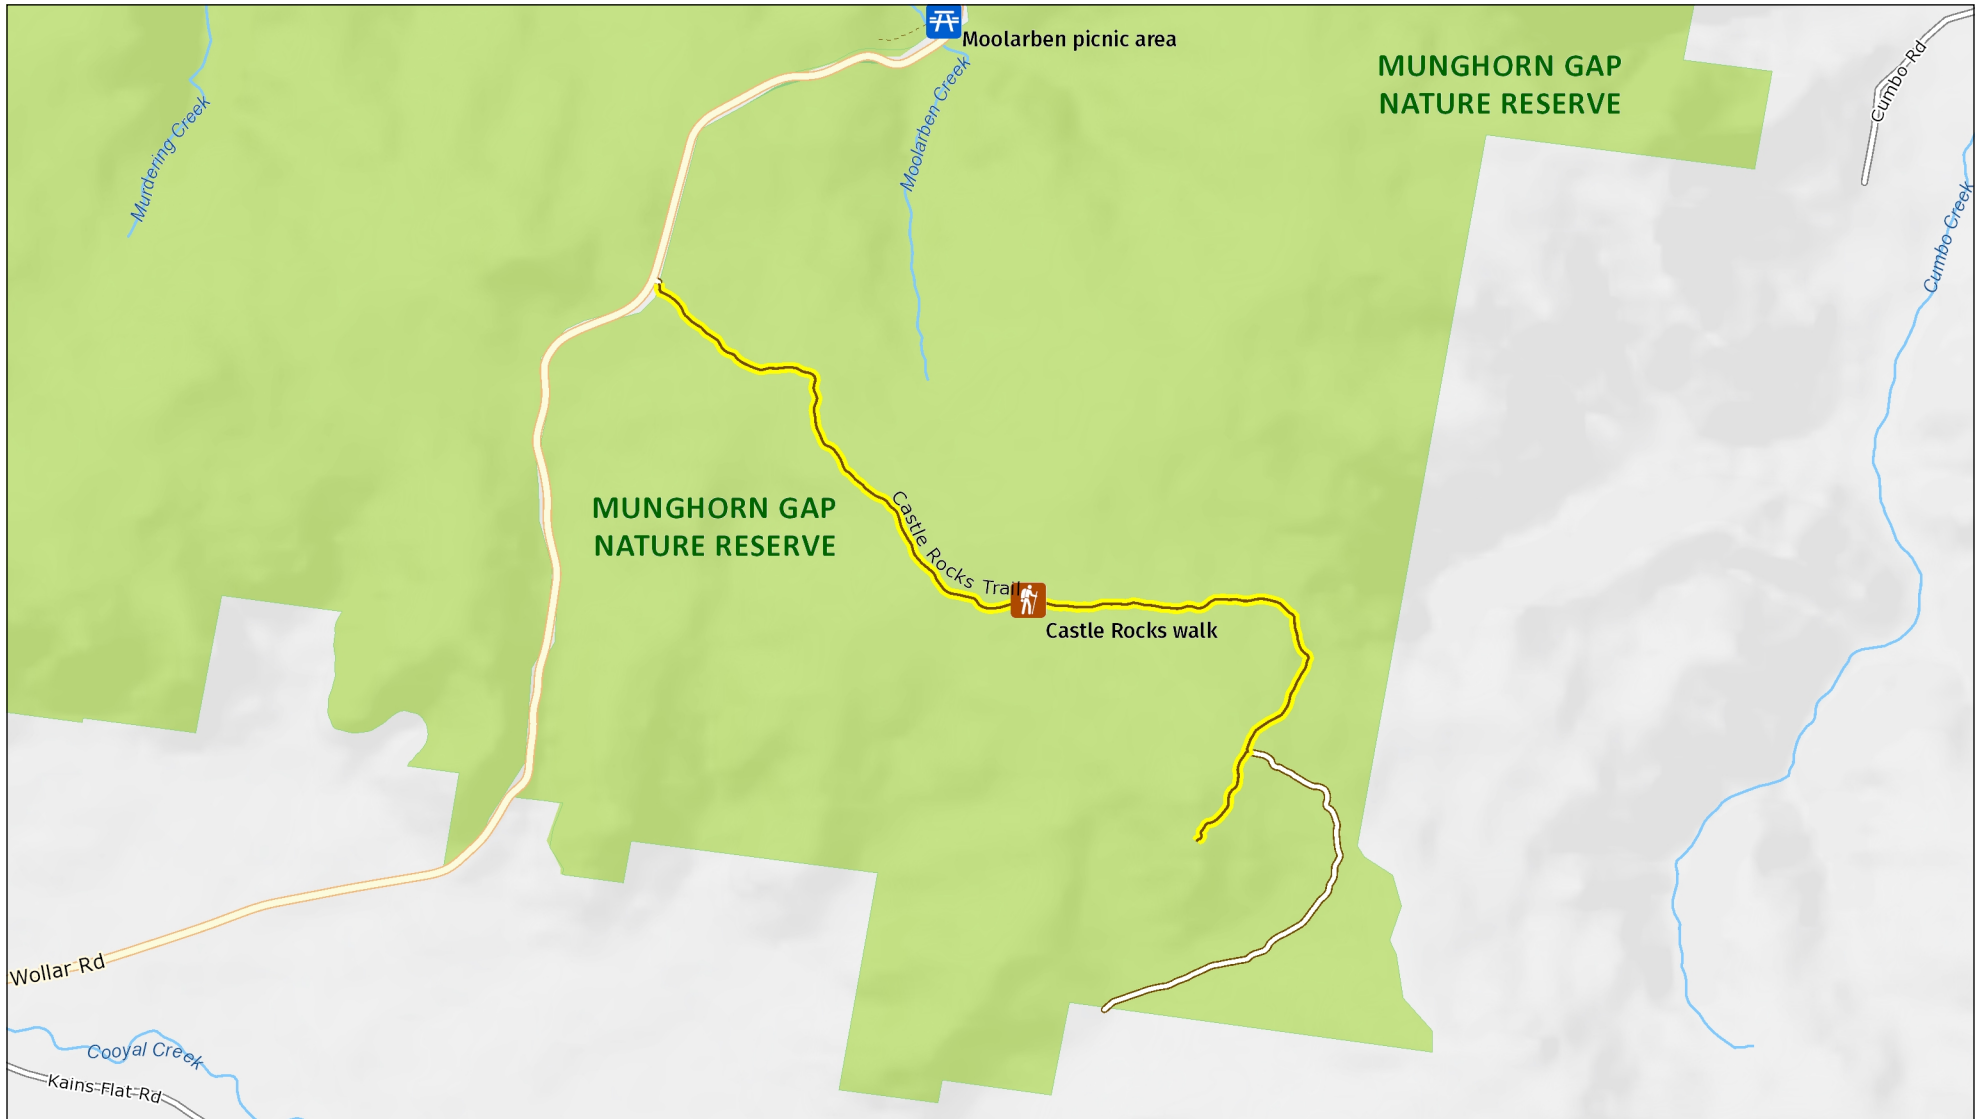 Moolarben picnic area
MUNGHORN GAP
NATURE RESERVE
Cumbo Rd
Murdering Creek
Moolarben Creek
Cumbo Creek
MUNGHORN GAP
NATURE RESERVE
Castle Rocks Trail
Castle Rocks walk
Wollar Rd
Cooyal Creek
Kains Flat Rd